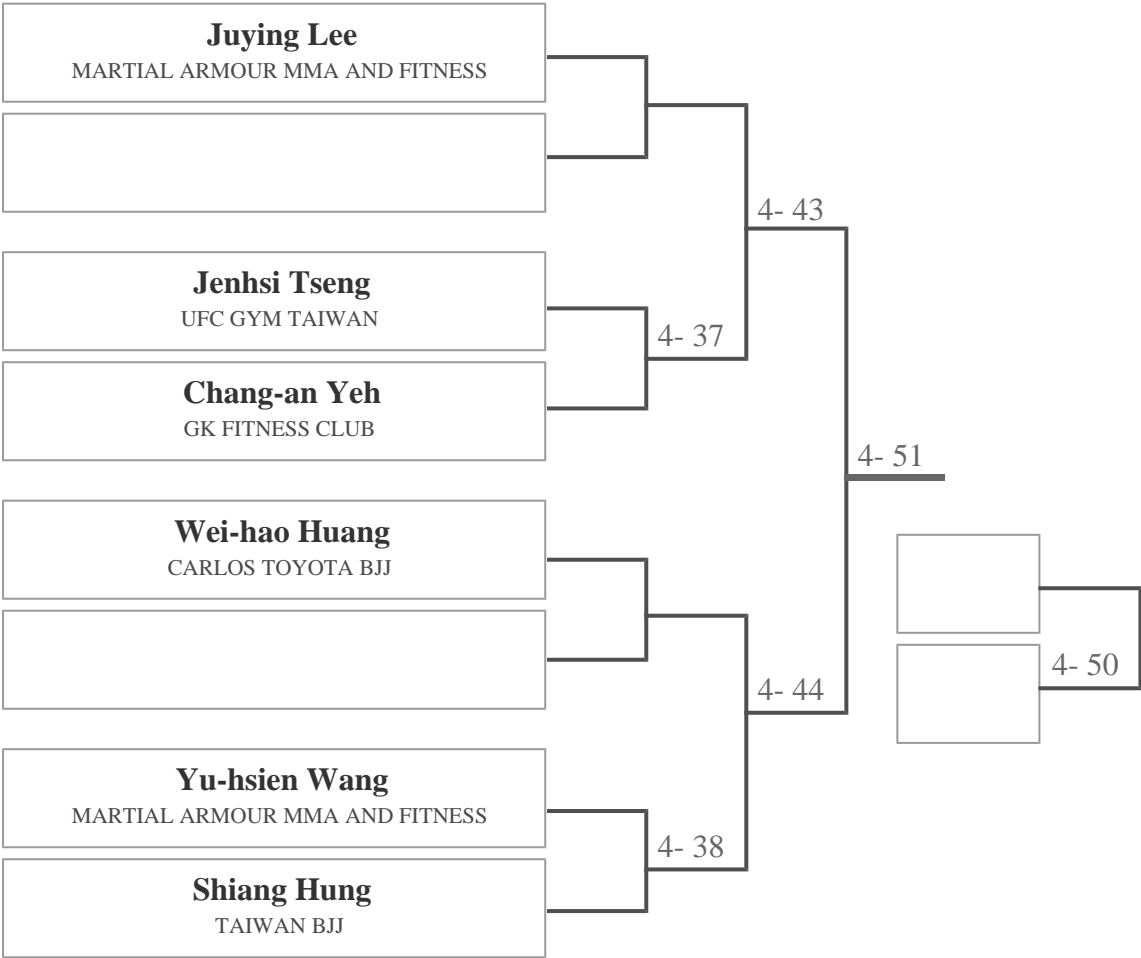 Juying Lee
MARTIAL ARMOUR MMA AND FITNESS
4- 43
Jenhsi Tseng
UFC GYM TAIWAN
4- 37
Chang-an Yeh
GK FITNESS CLUB
4- 51
Wei-hao Huang
CARLOS TOYOTA BJJ
4- 50
4- 44
Yu-hsien Wang
MARTIAL ARMOUR MMA AND FITNESS
4- 38
Shiang Hung
TAIWAN BJJ